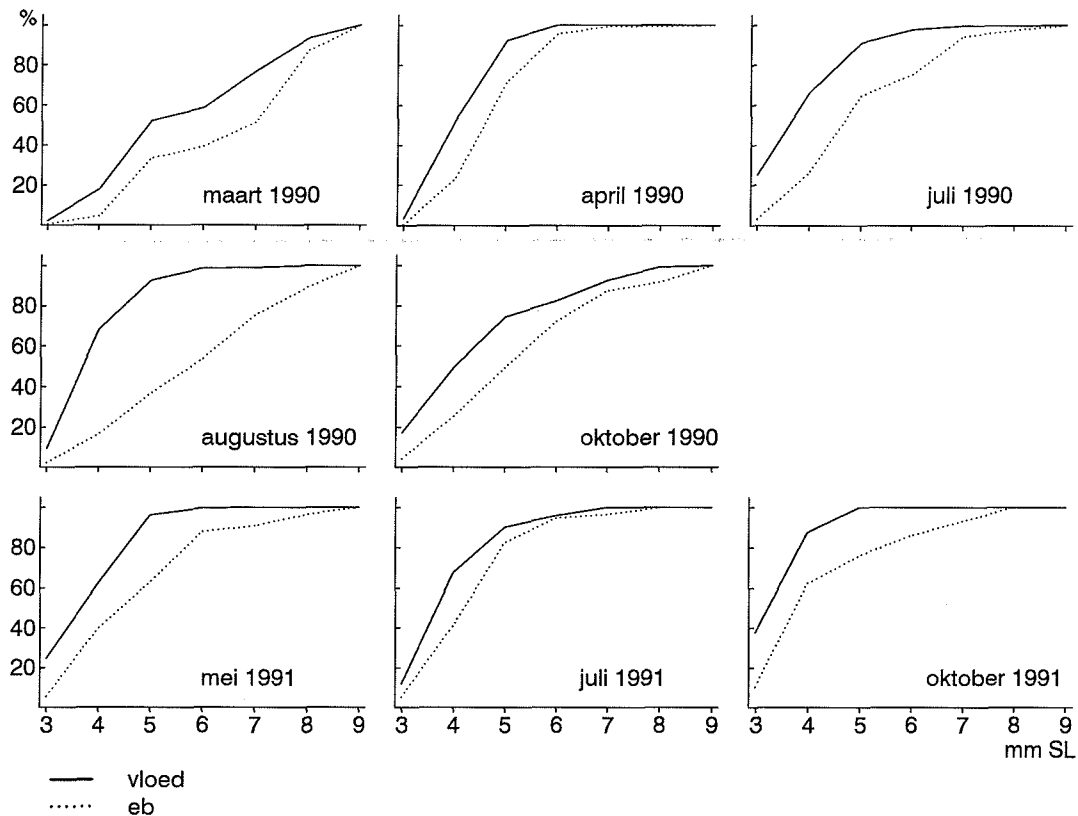 %
80
60
40
20
maart 1990
april 1990
juli 1990
80
60
40
20
augustus 1990
oktober 1990
80
60
40
20
mei 1991
juli 1991
oktober 1991
3 4 5 6 7 8 9 3 4 5 6 7 8 9 3 4 5 6 7 8 9
mm SL
vloed
eb